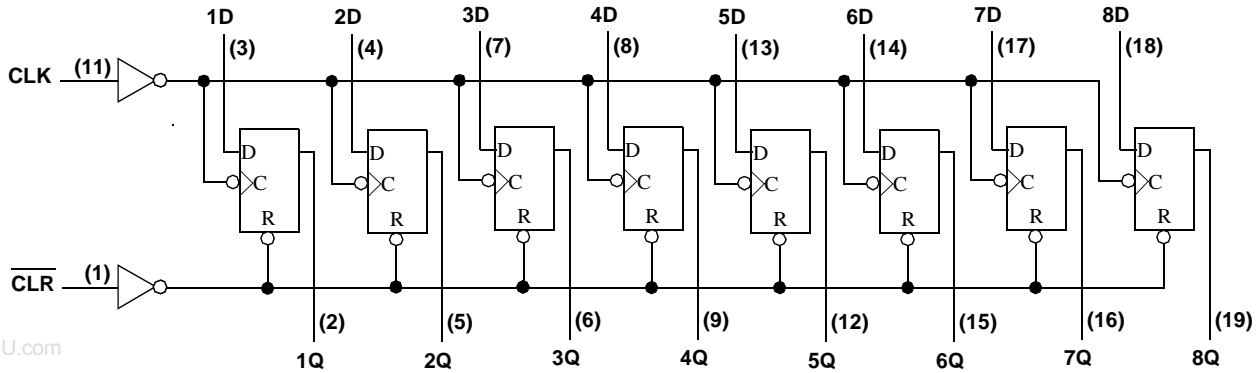 1D 2D 3D 4D 5D 6D 7D 8D
(3) (4) (7) (8) (13) (14) (17) (18)
CLK (11)
D D D D D D D D
C C C C C C C C
R R R R R R R R
CLR (1)
(2) (5) (6) (9) (12) (15) (16) (19)
1Q 2Q 3Q 4Q 5Q 6Q 7Q 8Q
U.com